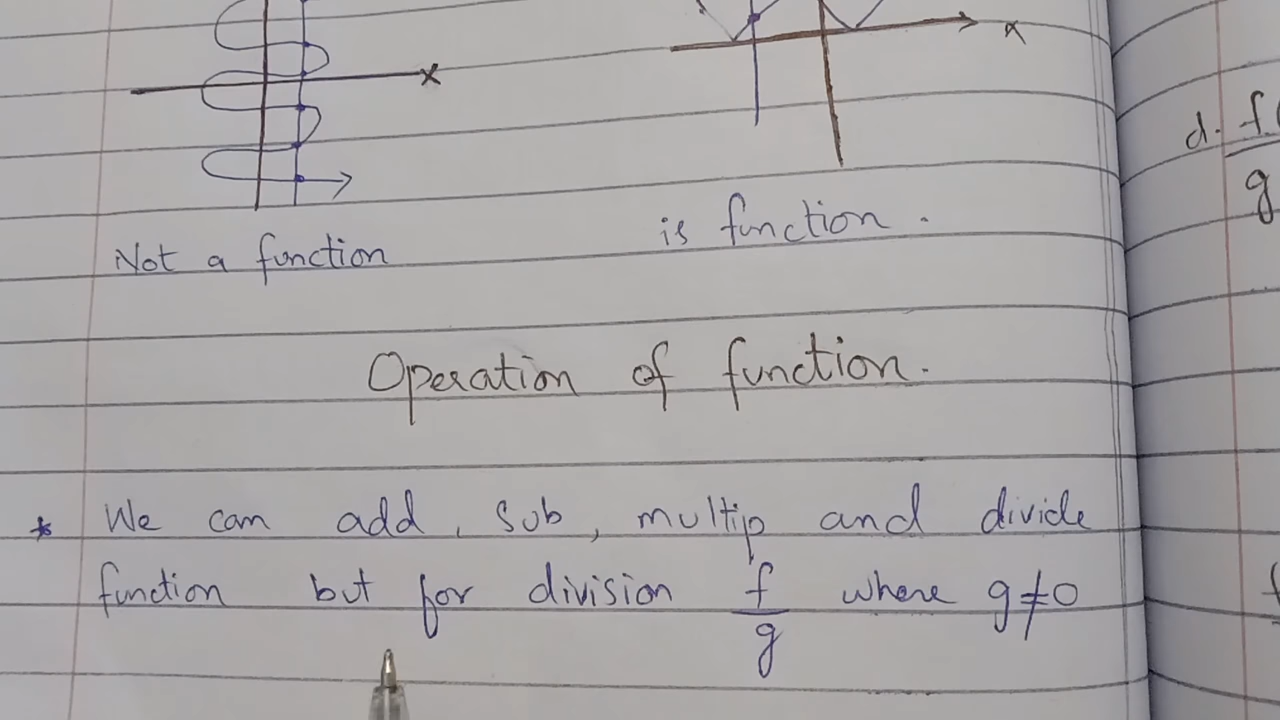 x
x
d. f(
g
Not a function
is function.
Operation of function.
* We can add, sub, multip and divide
function but for division f/g where g≠0